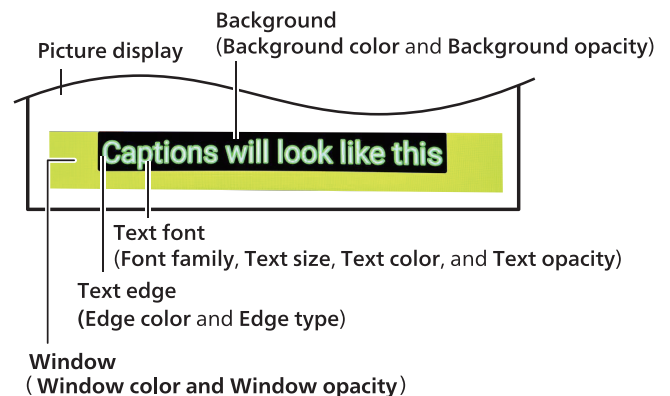 Background
(Background color and Background opacity)
Picture display
Captions will look like this
Text font
(Font family, Text size, Text color, and Text opacity)
Text edge
(Edge color and Edge type)
Window
( Window color and Window opacity)